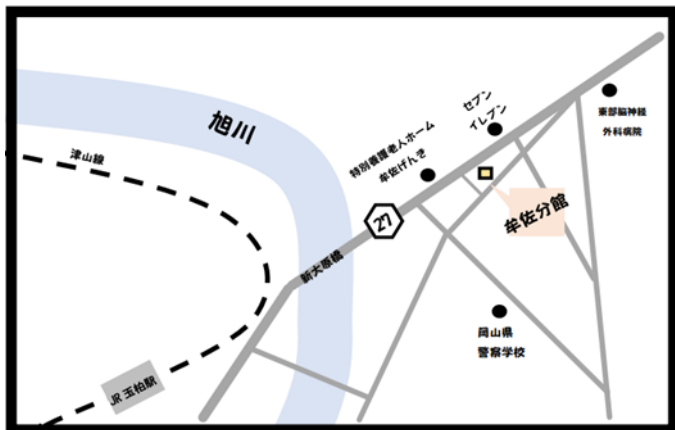 旭川
津山線
セブン
イレブン
東部脳神経
外科病院
特別養護老人ホーム
牟佐げんき
牟佐分館
27
新大原橋
岡山県
警察学校
JR 玉柏駅